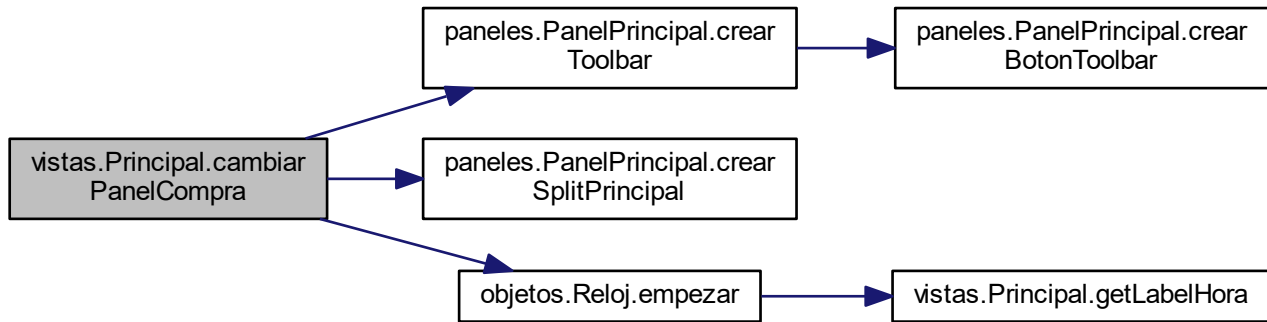 paneles.PanelPrincipal.crear
Toolbar
paneles.PanelPrincipal.crear
BotonToolbar
vistas.Principal.cambiar
PanelCompra
paneles.PanelPrincipal.crear
SplitPrincipal
objetos.Reloj.empezar
vistas.Principal.getLabelHora